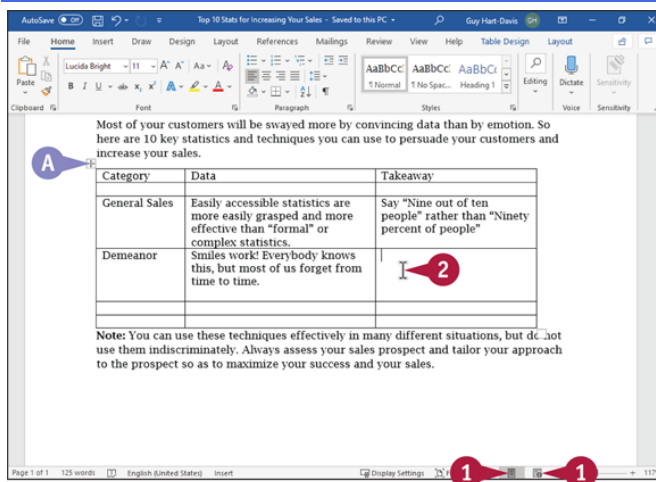 AutoSave Off Top 10 Stats for Increasing Your Sales - Saved to this PC Guy Hart-Davis GH
File Home Insert Draw Design Layout References Mailings Review View Help Table Design Layout
Lucida Bright 11 A A Aa
Paste B I U ab x, x² A A
AaBbCc AaBbCc AaBbCc
¶ Normal ¶ No Spac... Heading 1
Editing Dictate Sensitivity
Clipboard Font Paragraph Styles Voice Sensitivity
Most of your customers will be swayed more by convincing data than by emotion. So
here are 10 key statistics and techniques you can use to persuade your customers and
increase your sales.
A
Category Data Takeaway
General Sales Easily accessible statistics are Say “Nine out of ten
more easily grasped and more people” rather than “Ninety
effective than “formal” or percent of people”
complex statistics.
Demeanor Smiles work! Everybody knows
this, but most of us forget from 2
time to time.
Note: You can use these techniques effectively in many different situations, but do not
use them indiscriminately. Always assess your sales prospect and tailor your approach
to the prospect so as to maximize your success and your sales.
Page 1 of 1 125 words English (United States) Insert Display Settings 1 1 117